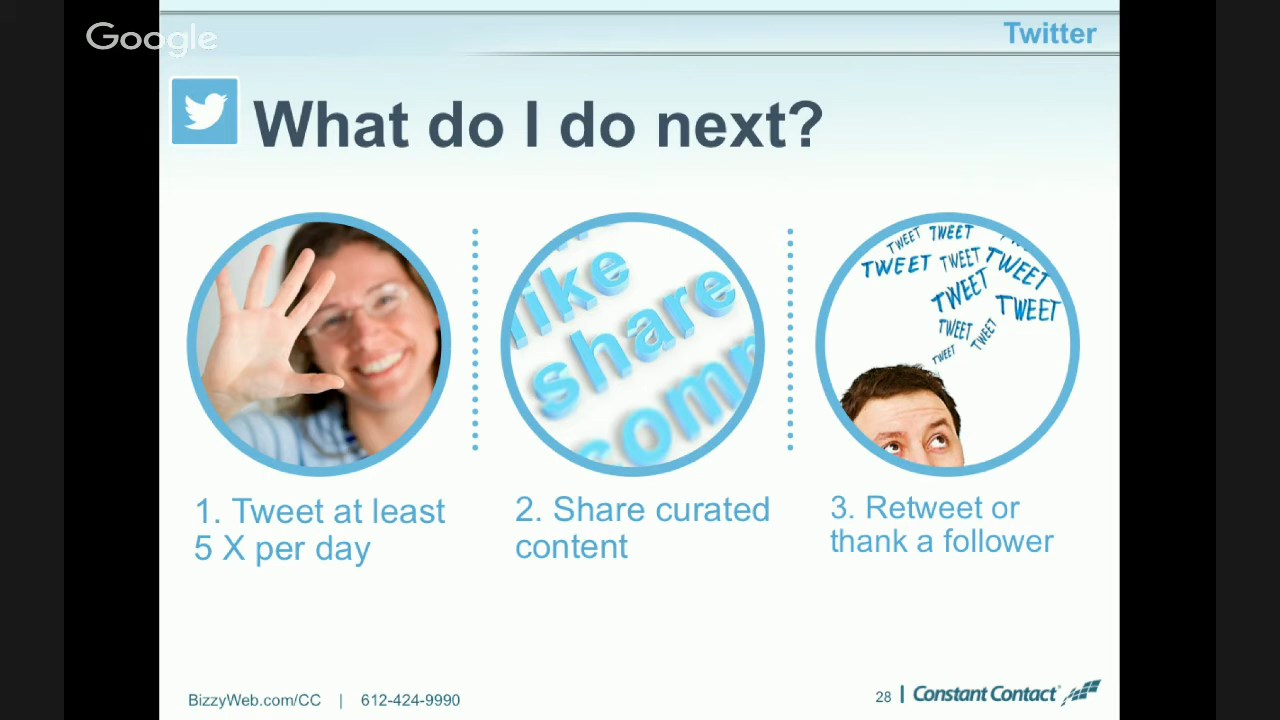 Google
Twitter
What do I do next?
like
share
com
TWEET TWEET
TWEET TWEET TWEET
TWEET TWEET
TWEET TWEET
TWEET
1. Tweet at least
5 X per day
2. Share curated
content
3. Retweet or
thank a follower
BizzyWeb.com/CC | 612-424-9990
28 | Constant Contact